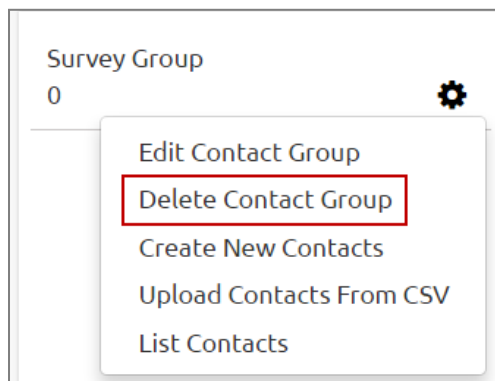 Survey Group
0
Edit Contact Group
Delete Contact Group
Create New Contacts
Upload Contacts From CSV
List Contacts